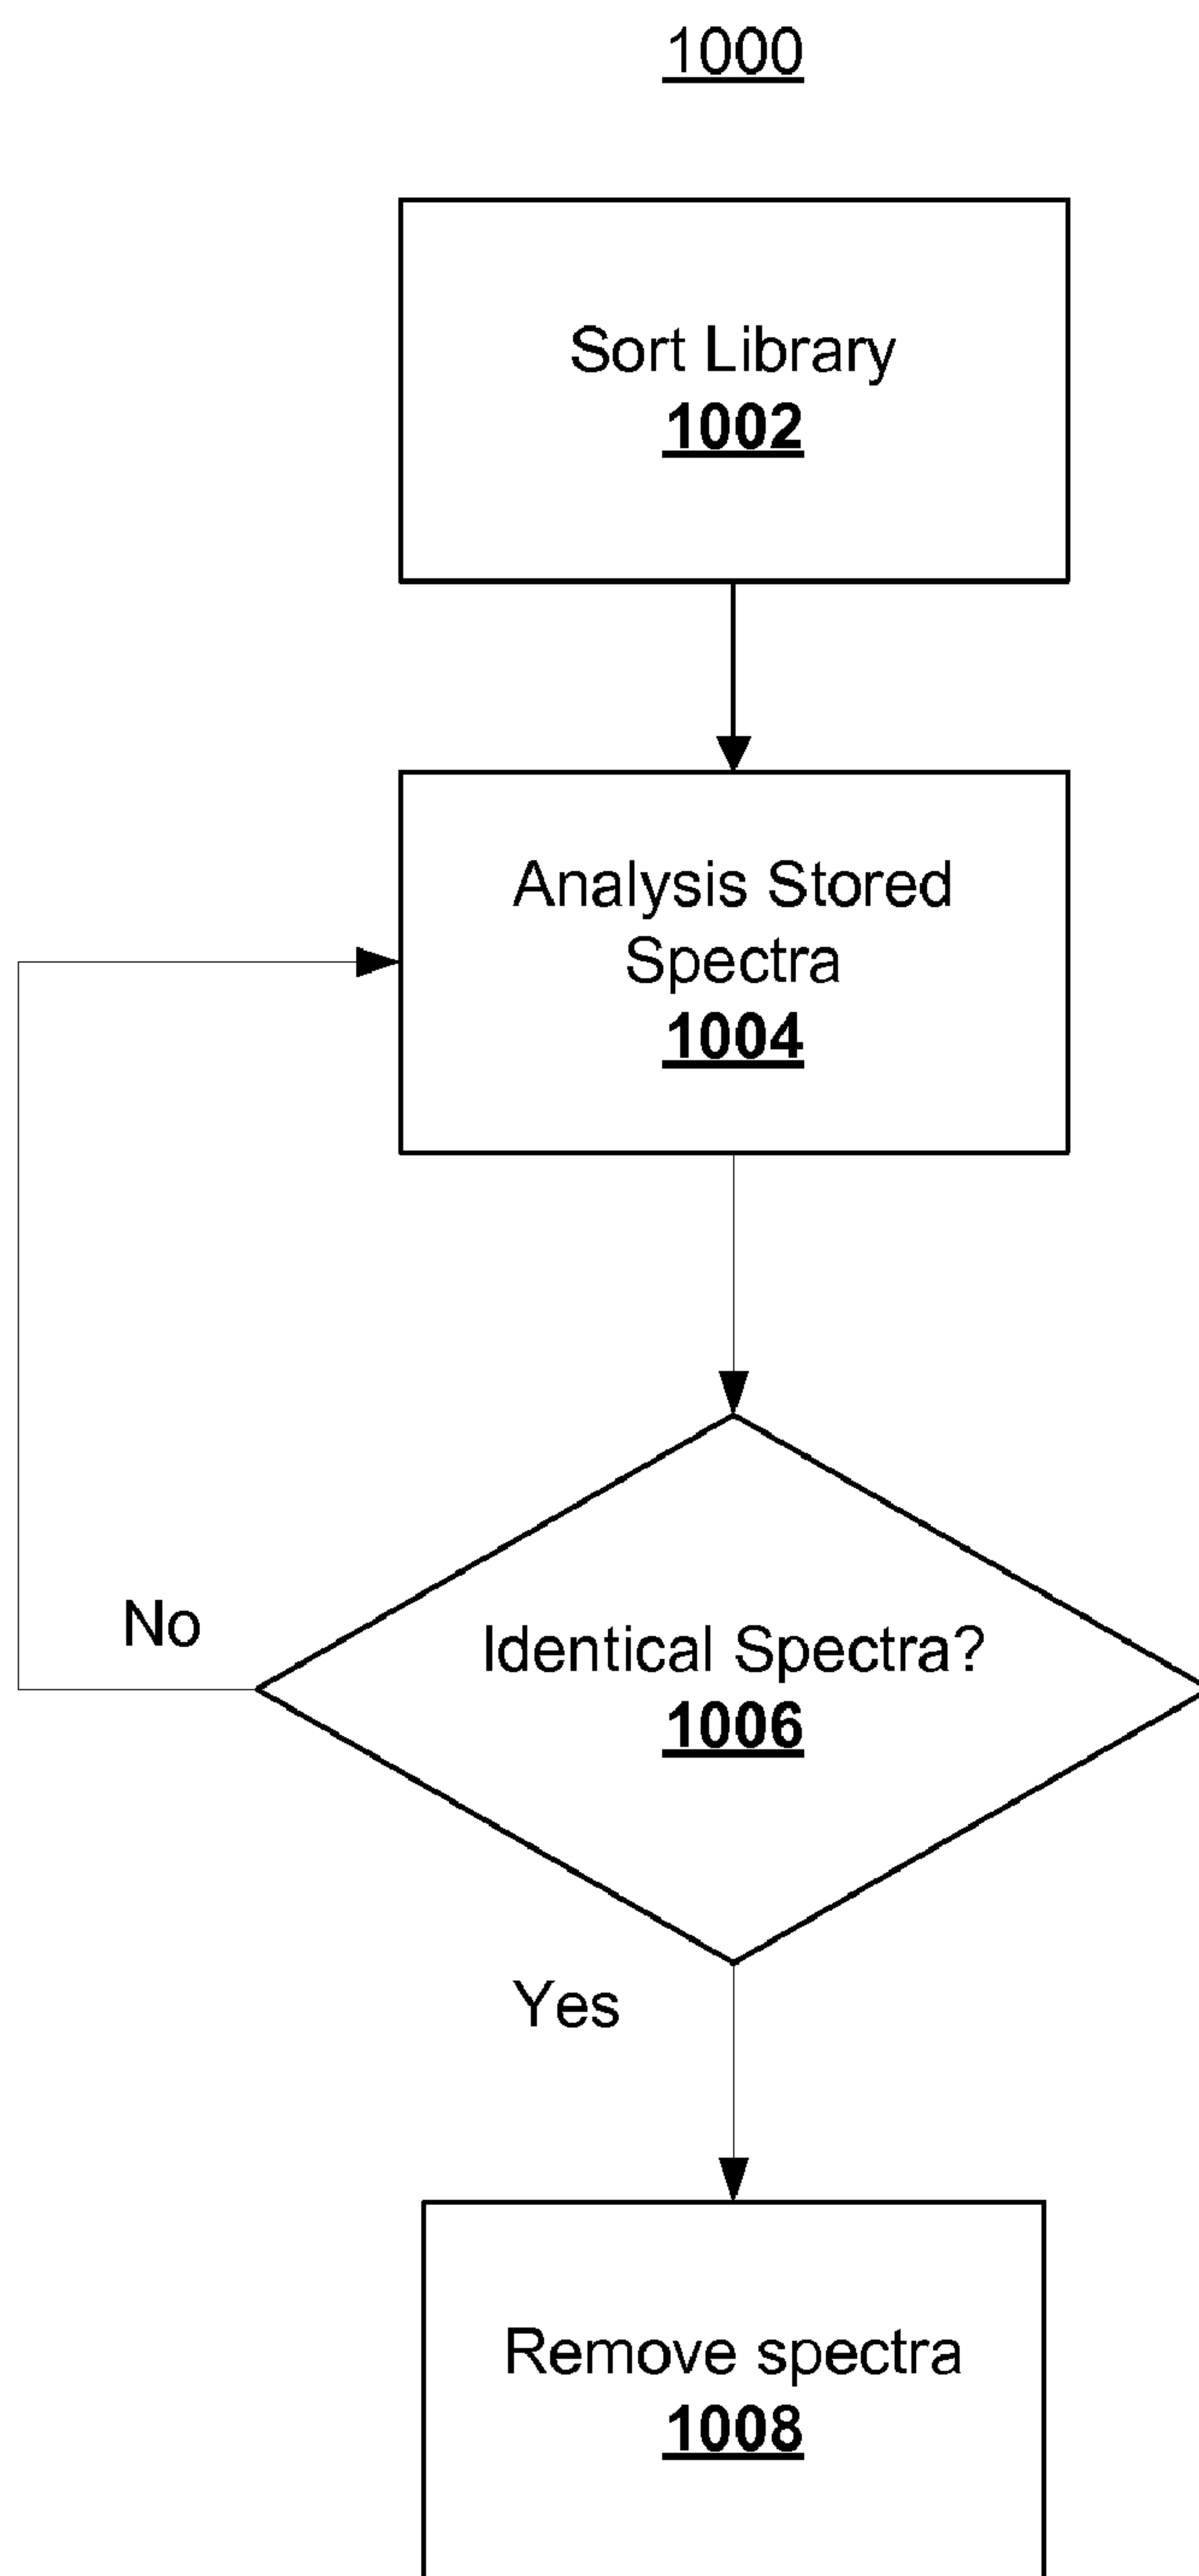 1000
Sort Library
1002
Analysis Stored
Spectra
1004
No
Identical Spectra?
1006
Yes
Remove spectra
1008